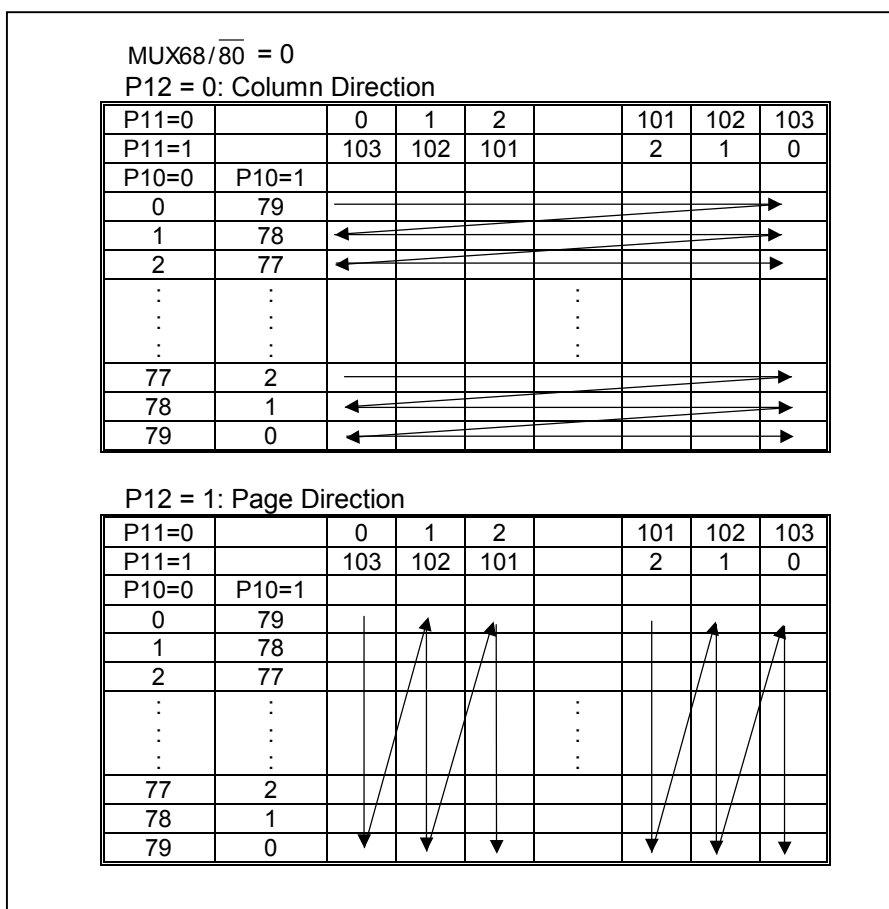 MUX68/80 = 0
P12 = 0: Column Direction
P11=0 0 1 2 101 102 103
P11=1 103 102 101 2 1 0
P10=0 P10=1
0 79
1 78
2 77
: : :
: : :
: : :
77 2
78 1
79 0
P12 = 1: Page Direction
P11=0 0 1 2 101 102 103
P11=1 103 102 101 2 1 0
P10=0 P10=1
0 79
1 78
2 77
: : :
: : :
: : :
77 2
78 1
79 0